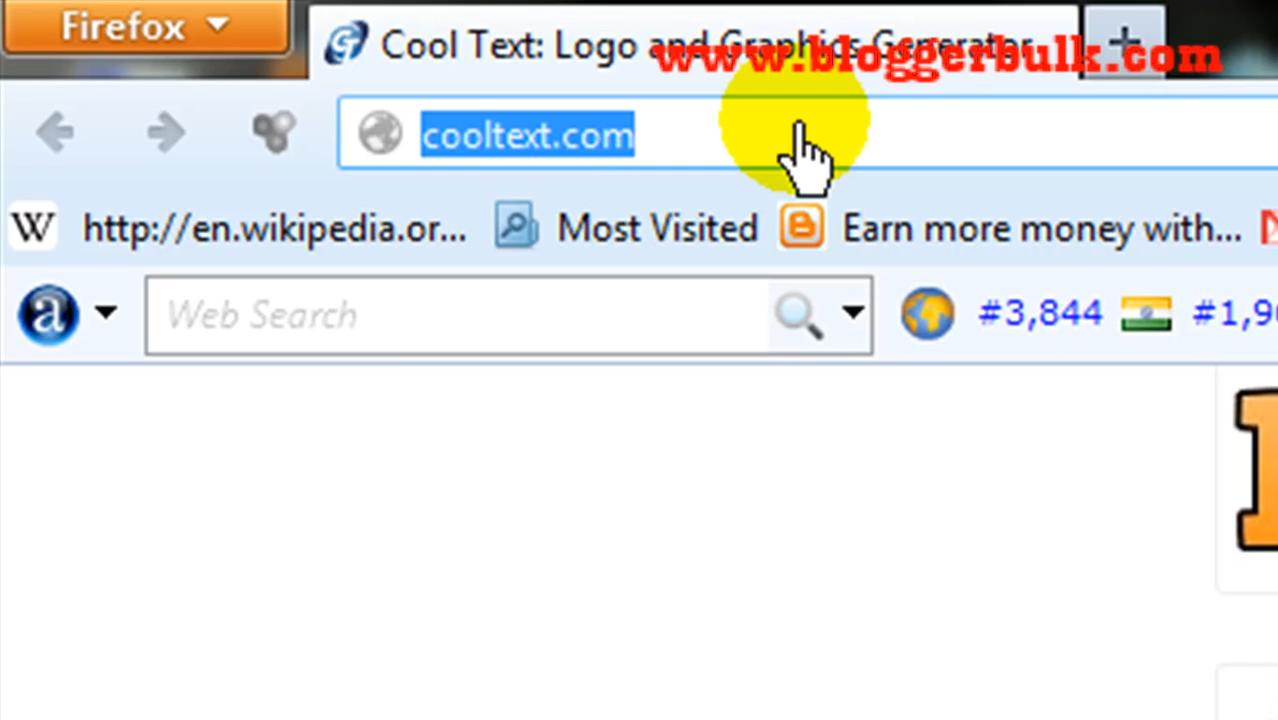 Firefox
Cool Text: Logo and Graphics Generator
www.bloggerbulk.com
cooltext.com
W http://en.wikipedia.or... Most Visited Earn more money with...
a Web Search #3,844 #1,9